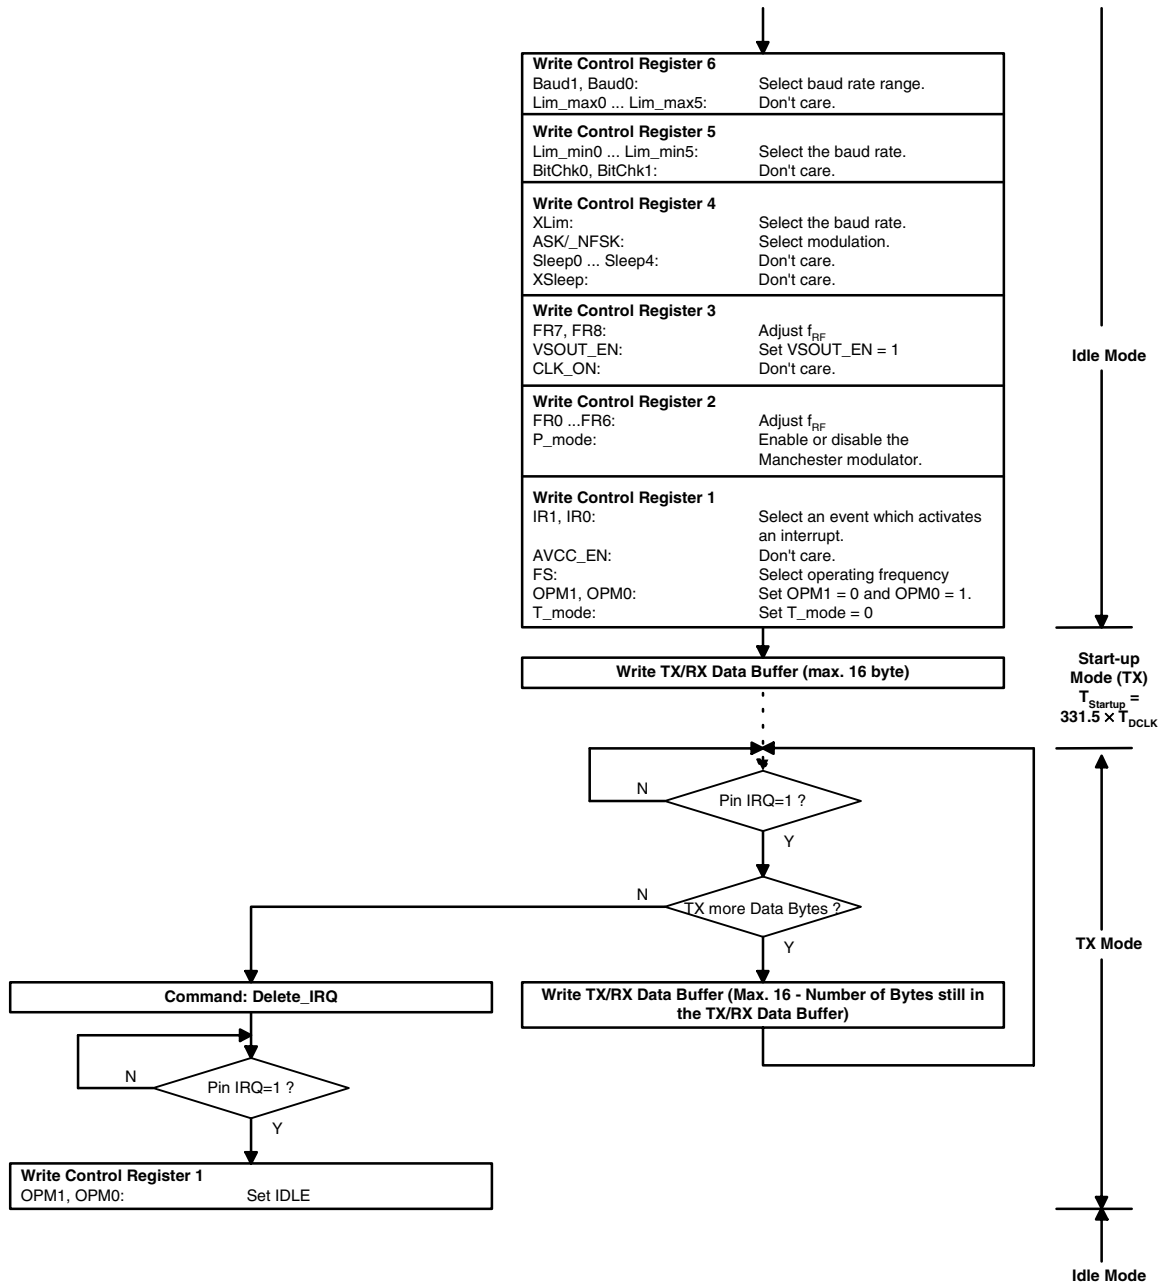 Write Control Register 6
Baud1, Baud0: Select baud rate range.
Lim_max0 ... Lim_max5: Don't care.
Write Control Register 5
Lim_min0 ... Lim_min5: Select the baud rate.
BitChk0, BitChk1: Don't care.
Write Control Register 4
XLim: Select the baud rate.
ASK/_NFSK: Select modulation.
Sleep0 ... Sleep4: Don't care.
XSleep: Don't care.
Write Control Register 3
FR7, FR8: Adjust fRF
VSOUT_EN: Set VSOUT_EN = 1
CLK_ON: Don't care.
Idle Mode
Write Control Register 2
FR0 ...FR6: Adjust fRF
P_mode: Enable or disable the
Manchester modulator.
Write Control Register 1
IR1, IR0: Select an event which activates
an interrupt.
AVCC_EN: Don't care.
FS: Select operating frequency
OPM1, OPM0: Set OPM1 = 0 and OPM0 = 1.
T_mode: Set T_mode = 0
Write TX/RX Data Buffer (max. 16 byte)
Start-up
Mode (TX)
TStartup =
331.5 × TDCLK
N
Pin IRQ=1 ?
Y
N
TX more Data Bytes ?
Y
TX Mode
Command: Delete_IRQ
Write TX/RX Data Buffer (Max. 16 - Number of Bytes still in
the TX/RX Data Buffer)
N
Pin IRQ=1 ?
Y
Write Control Register 1
OPM1, OPM0: Set IDLE
Idle Mode